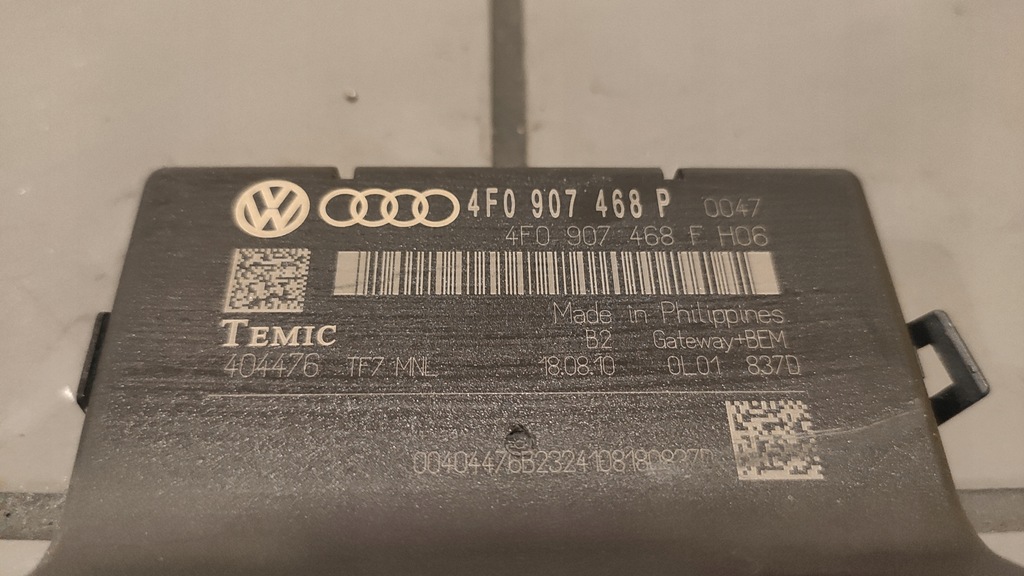 4F0 907 468 P 0047
4F0 907 468 F H06
Made in Philippines
TEMIC B2 Gateway+BEM
404476 TF7 MNL 18.08.10 0L01 837D